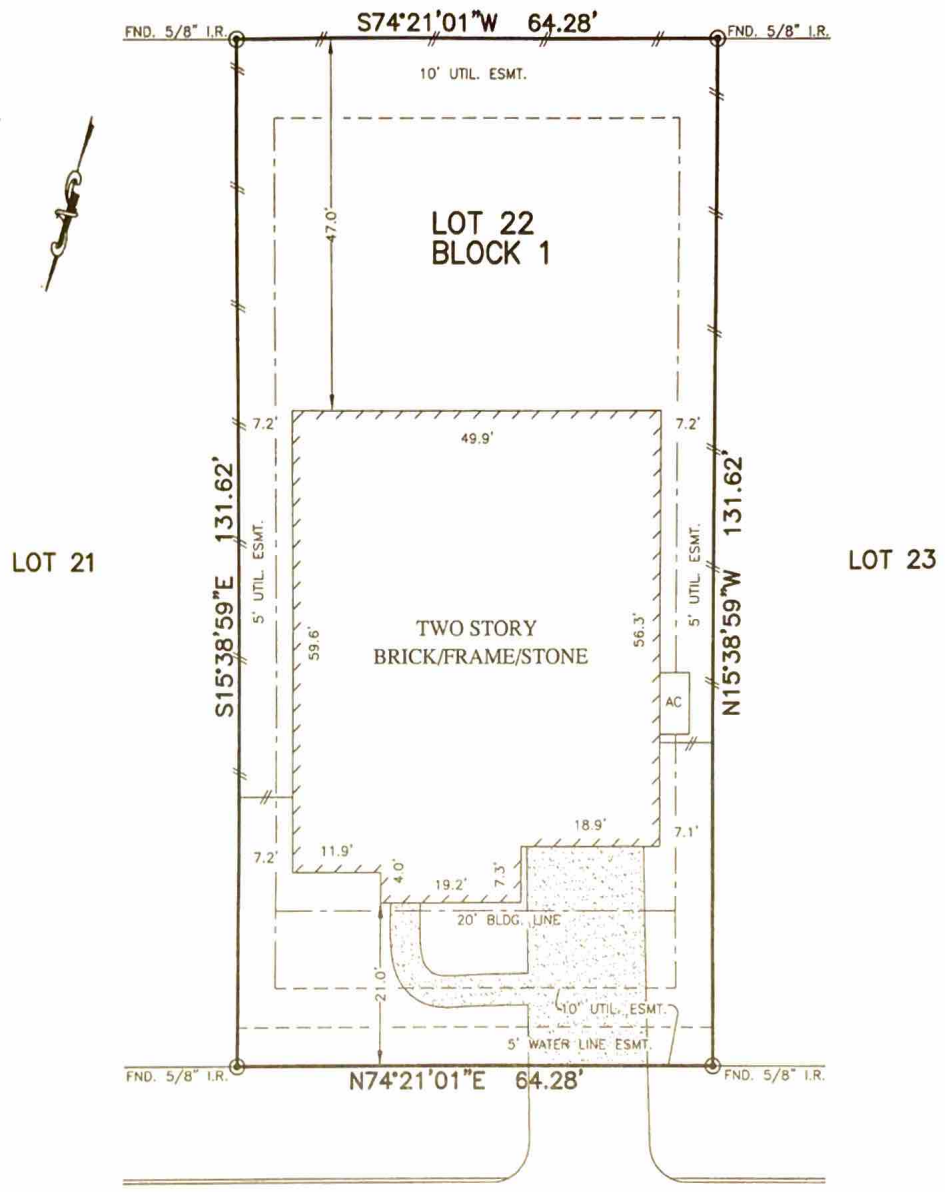 S74°21'01"W 64.28'
FND. 5/8" I.R.
FND. 5/8" I.R.
10' UTIL. ESMT.
47.0'
LOT 22
BLOCK 1
7.2'
49.9'
7.2'
S15°38'59"E 131.62'
5' UTIL. ESMT.
5' UTIL. ESMT.
N15°38'59"W 131.62'
LOT 21
LOT 23
59.6'
TWO STORY
BRICK/FRAME/STONE
56.3'
AC
7.2'
11.9'
4.0'
19.2'
7.3'
18.9'
7.1'
20' BLDG. LINE
21.0'
10' UTIL. ESMT.
5' WATER LINE ESMT.
FND. 5/8" I.R.
N74°21'01"E 64.28'
FND. 5/8" I.R.